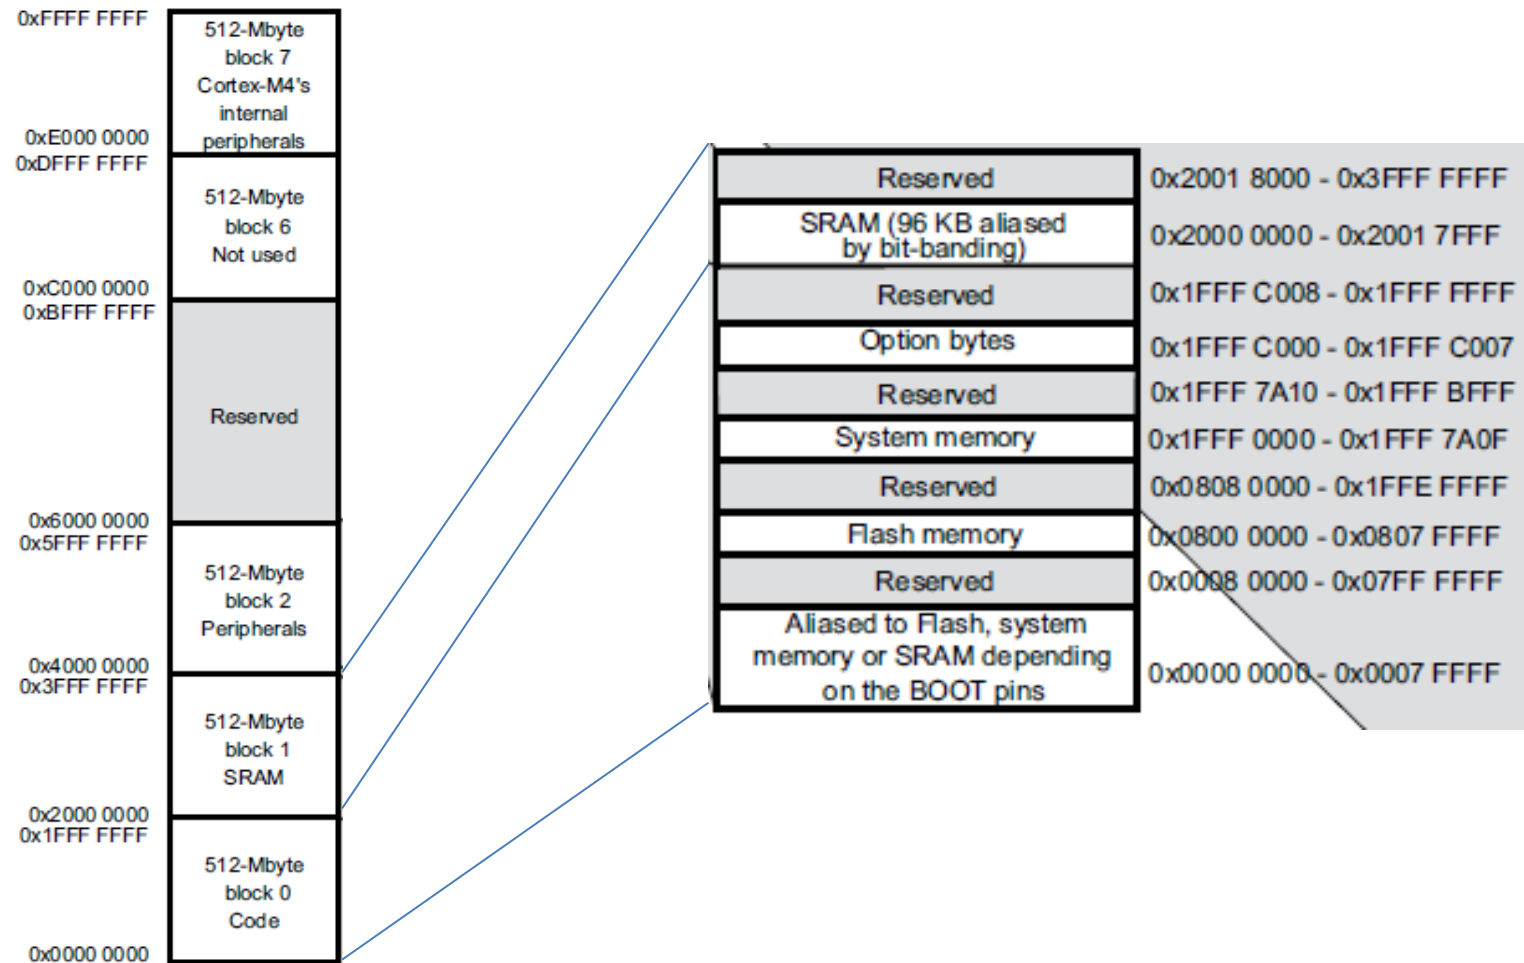 0xFFFF FFFF
512-Mbyte
block 7
Cortex-M4's
internal
peripherals
0xE000 0000
0xDFFF FFFF
512-Mbyte
block 6
Not used
0xC000 0000
0xBFFF FFFF
Reserved
0x6000 0000
0x5FFF FFFF
512-Mbyte
block 2
Peripherals
0x4000 0000
0x3FFF FFFF
512-Mbyte
block 1
SRAM
0x2000 0000
0x1FFF FFFF
512-Mbyte
block 0
Code
0x0000 0000
Reserved
0x2001 8000 - 0x3FFF FFFF
SRAM (96 KB aliased
by bit-banding)
0x2000 0000 - 0x2001 7FFF
Reserved
0x1FFF C008 - 0x1FFF FFFF
Option bytes
0x1FFF C000 - 0x1FFF C007
Reserved
0x1FFF 7A10 - 0x1FFF BFFF
System memory
0x1FFF 0000 - 0x1FFF 7A0F
Reserved
0x0808 0000 - 0x1FFE FFFF
Flash memory
0x0800 0000 - 0x0807 FFFF
Reserved
0x0008 0000 - 0x07FF FFFF
Aliased to Flash, system
memory or SRAM depending
on the BOOT pins
0x0000 0000 - 0x0007 FFFF